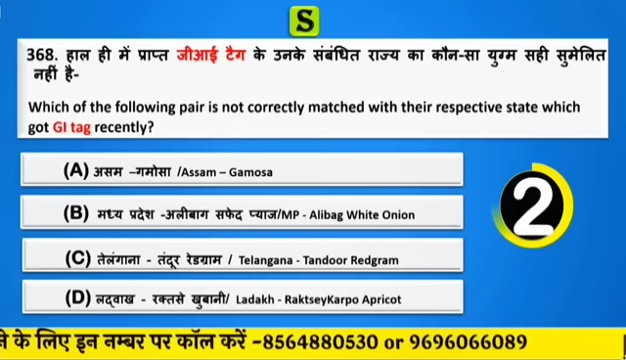 S
368. हाल ही में प्राप्त जीआई टैग के उनके संबंधित राज्य का कौन-सा युग्म सही सुमेलित
नहीं है-
Which of the following pair is not correctly matched with their respective state which
got GI tag recently?
(A) असम –गमोसा /Assam – Gamosa
(B) मध्य प्रदेश -अलीबाग सफेद प्याज/MP - Alibag White Onion
2
(C) तेलंगाना - तंदूर रेडग्राम / Telangana - Tandoor Redgram
(D) लद्वाख - रक्तसे खुबानी/ Ladakh - RaktseyKarpo Apricot
ने के लिए इन नम्बर पर कॉल करें –8564880530 or 9696066089